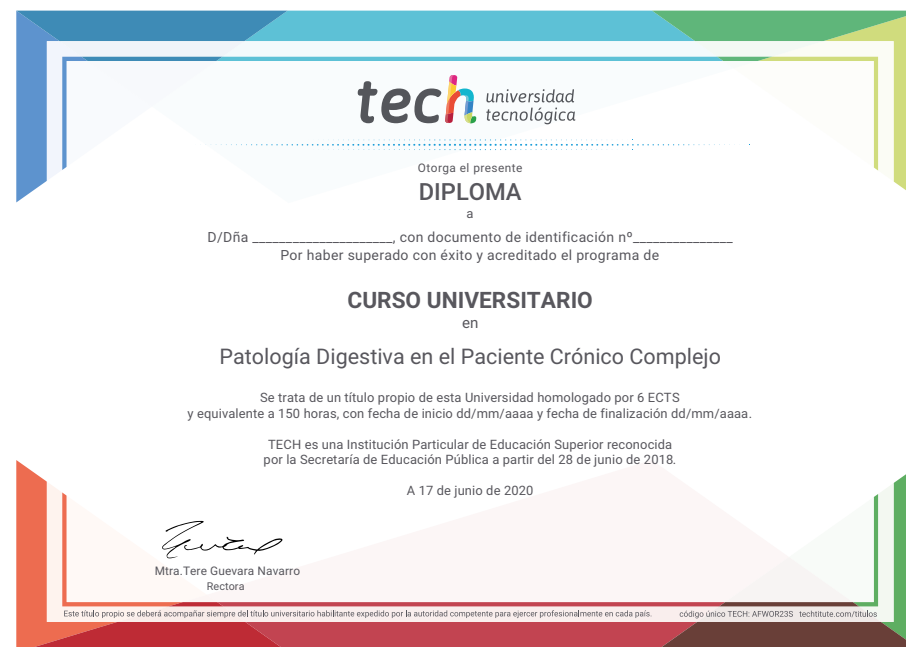 tech universidad
tecnológica
Otorga el presente
DIPLOMA
a
D/Dña _____________________, con documento de identificación nº_______________
Por haber superado con éxito y acreditado el programa de
CURSO UNIVERSITARIO
en
Patología Digestiva en el Paciente Crónico Complejo
Se trata de un título propio de esta Universidad homologado por 6 ECTS
y equivalente a 150 horas, con fecha de inicio dd/mm/aaaa y fecha de finalización dd/mm/aaaa.
TECH es una Institución Particular de Educación Superior reconocida
por la Secretaría de Educación Pública a partir del 28 de junio de 2018.
A 17 de junio de 2020
Mtra.Tere Guevara Navarro
Rectora
Este título propio se deberá acompañar siempre del título universitario habilitante expedido por la autoridad competente para ejercer profesionalmente en cada país. código único TECH: AFWOR23S techtitute.com/titulos